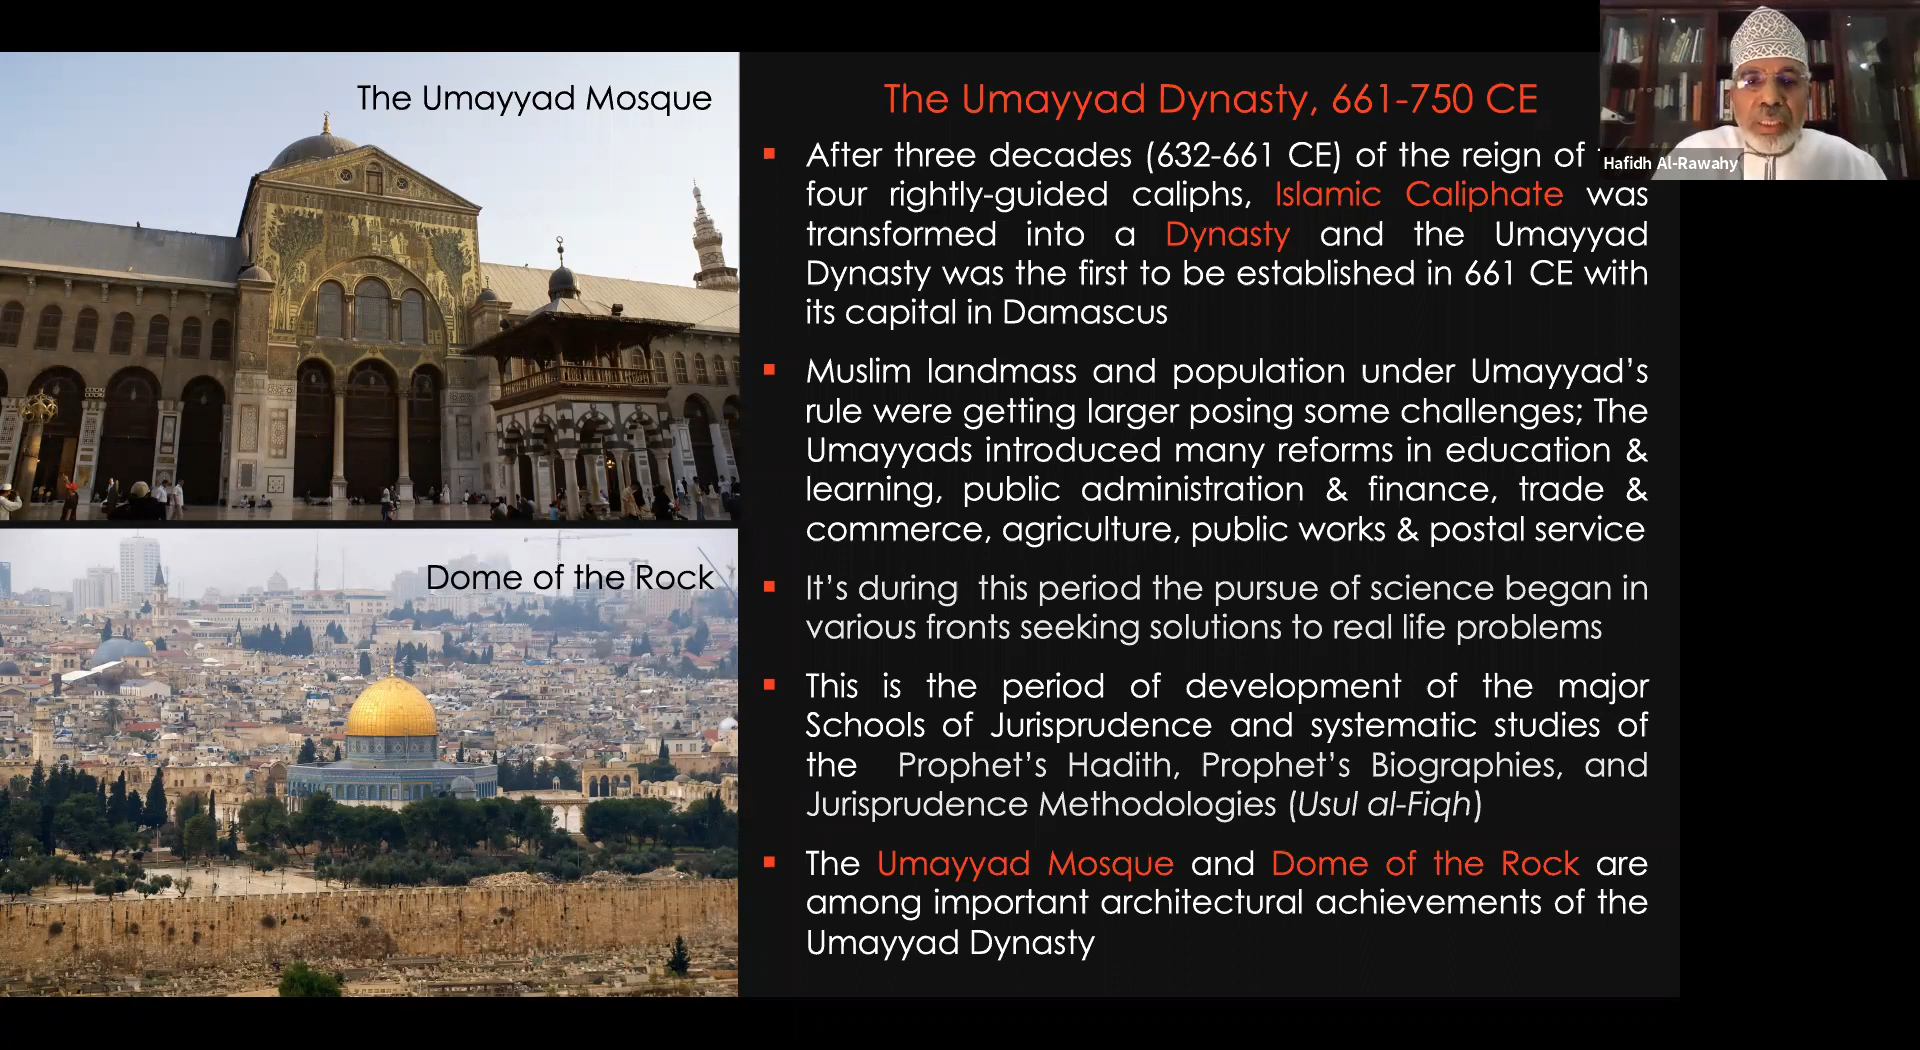 The Umayyad Mosque
Dome of the Rock
The Umayyad Dynasty, 661-750 CE
▪ After three decades (632-661 CE) of the reign of
four rightly-guided caliphs, Islamic Caliphate was
transformed into a Dynasty and the Umayyad
Dynasty was the first to be established in 661 CE with
its capital in Damascus
▪ Muslim landmass and population under Umayyad’s
rule were getting larger posing some challenges; The
Umayyads introduced many reforms in education &
learning, public administration & finance, trade &
commerce, agriculture, public works & postal service
▪ It’s during this period the pursue of science began in
various fronts seeking solutions to real life problems
▪ This is the period of development of the major
Schools of Jurisprudence and systematic studies of
the Prophet’s Hadith, Prophet’s Biographies, and
Jurisprudence Methodologies (Usul al-Fiqh)
▪ The Umayyad Mosque and Dome of the Rock are
among important architectural achievements of the
Umayyad Dynasty
Hafidh Al-Rawahy